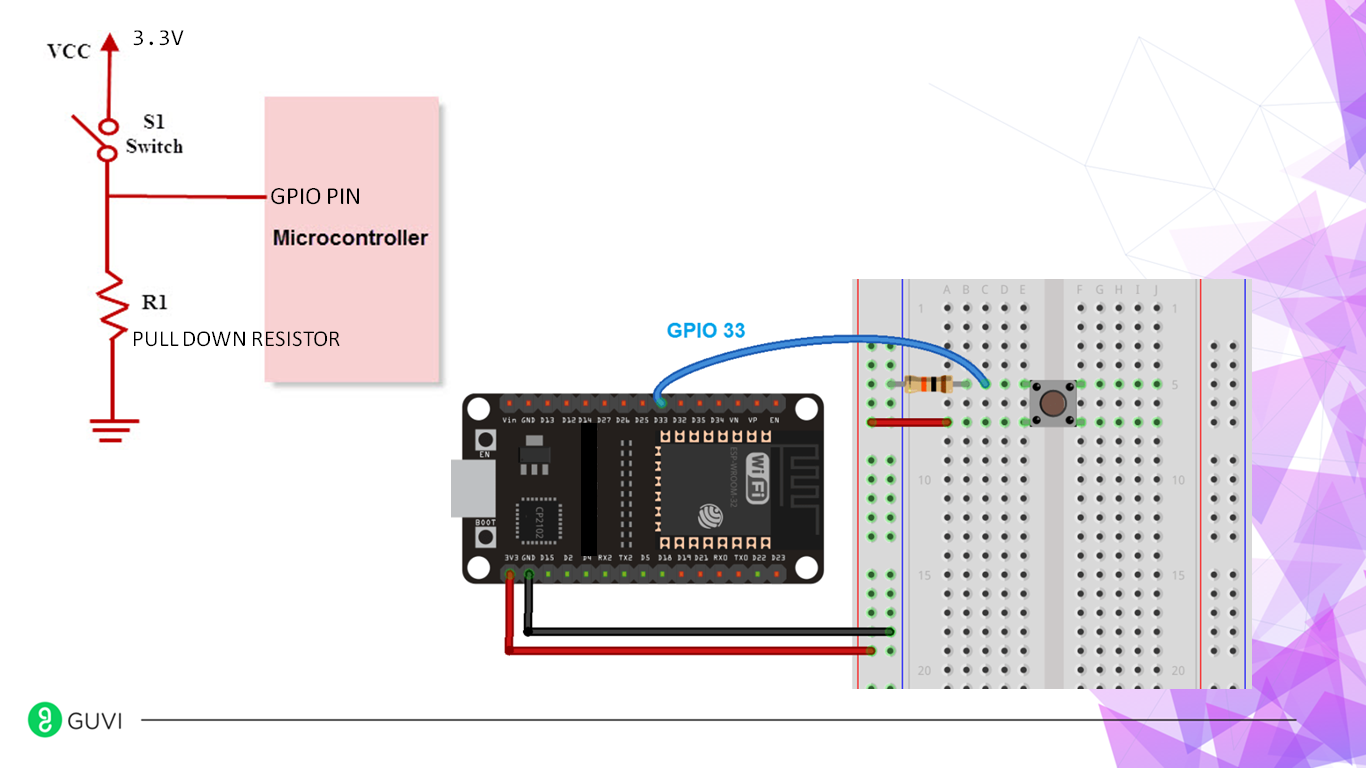 VCC
3.3V
S1
Switch
GPIO PIN
Microcontroller
R1
PULL DOWN RESISTOR
GPIO 33
A B C D E F G H I J
1 1
5 5
10 10
15 15
20 20
Vin GND D13 D12 D14 D27 D26 D25 D33 D32 D35 D34 VN VP EN
EN
ESP-WROOM-32
WiFi
CP2102
BOOT
3V3 GND D15 D2 D4 RX2 TX2 D5 D18 D19 D21 RX0 TX0 D22 D23
GUVI